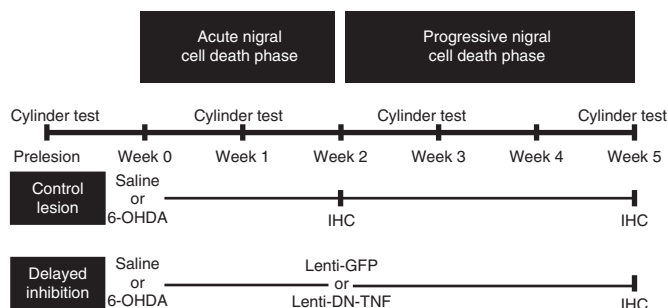 Acute nigral
cell death phase
Progressive nigral
cell death phase
Cylinder test Cylinder test Cylinder test Cylinder test
Prelesion Week 0 Week 1 Week 2 Week 3 Week 4 Week 5
Control
lesion
Saline
or
6-OHDA
IHC IHC
Delayed
inhibition
Saline
or
6-OHDA
Lenti-GFP
or
Lenti-DN-TNF
IHC